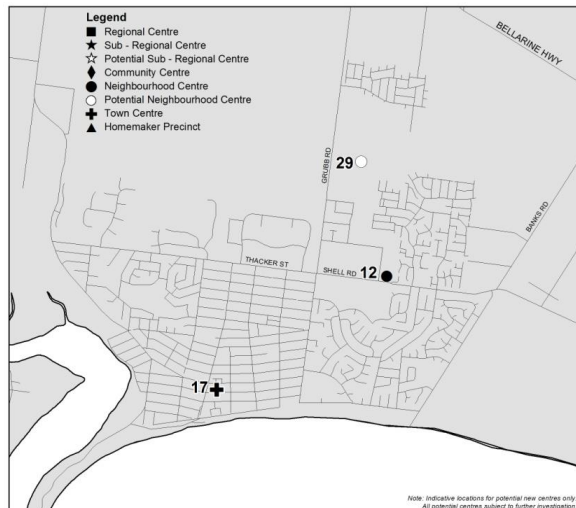 Legend
Regional Centre
Sub - Regional Centre
Potential Sub - Regional Centre
Community Centre
Neighbourhood Centre
Potential Neighbourhood Centre
Town Centre
Homemaker Precinct
BELLARINE HWY
GRUBB RD
29
BANKS RD
THACKER ST
SHELL RD
12
17
Note: Indicative locations for potential new centres only.
All potential centres subject to further investigation